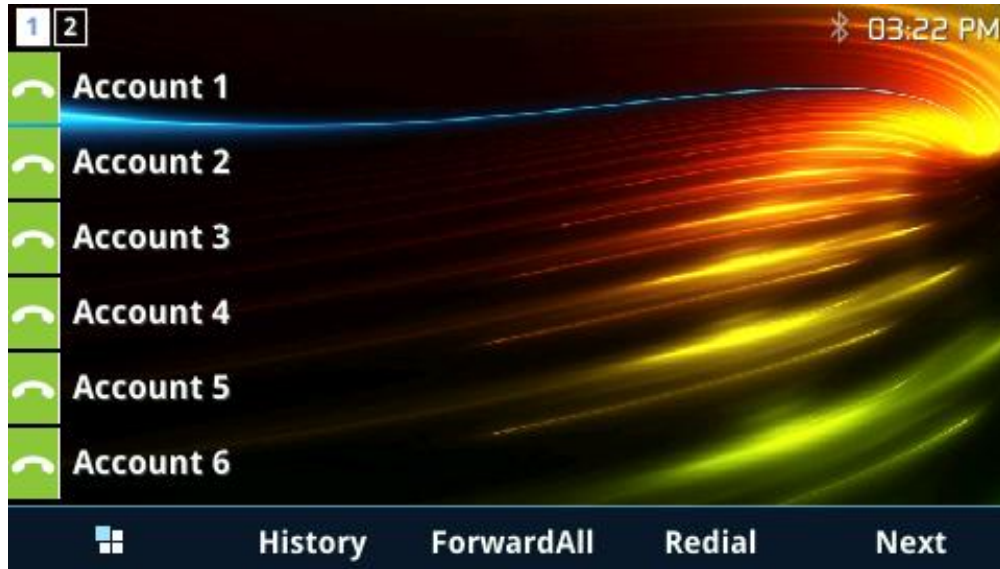 1 2 03:22 PM
Account 1
Account 2
Account 3
Account 4
Account 5
Account 6
History ForwardAll Redial Next